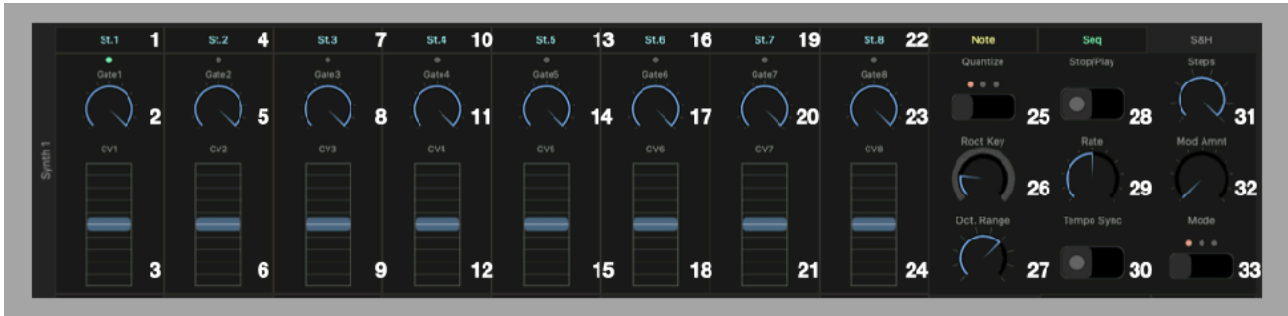 St.1 1 St.2 4 St.3 7 St.4 10 St.5 13 St.6 16 St.7 19 St.8 22 Note Seq S&H
Gate1 Gate2 Gate3 Gate4 Gate5 Gate6 Gate7 Gate8 Quantize Stop/Play Steps
2 5 8 11 14 17 20 23 25 28 31
CV1 CV2 CV3 CV4 CV5 CV6 CV7 CV8 Root Key Rate Mod Amnt
Synth 1
26 29 32
Oct. Range Tempo Sync Mode
3 6 9 12 15 18 21 24 27 30 33